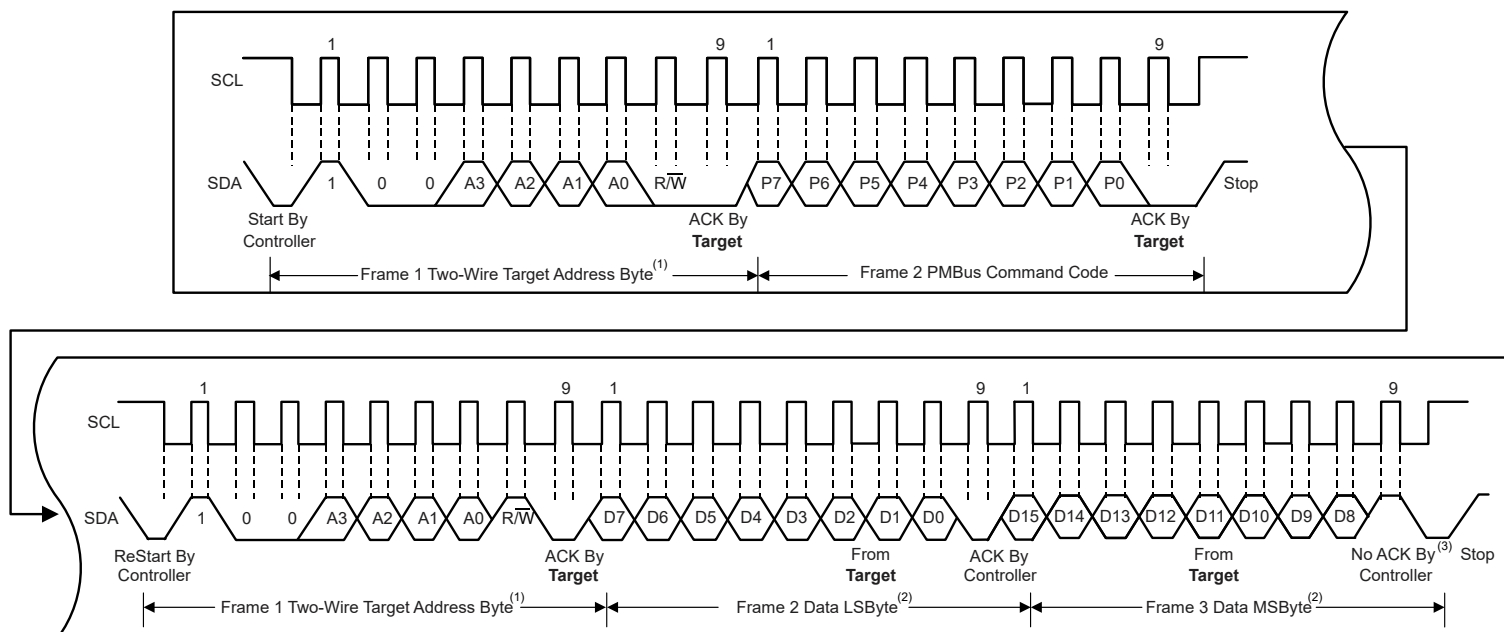 1 9 1 9
SCL
SDA 1 0 0 A3 A2 A1 A0 R/W̅ P7 P6 P5 P4 P3 P2 P1 P0 Stop
Start By
Controller
ACK By
Target
ACK By
Target
Frame 1 Two-Wire Target Address Byte(1)
Frame 2 PMBus Command Code
1 9 1 9 1 9
SCL
SDA 1 0 0 A3 A2 A1 A0 R/W̅ D7 D6 D5 D4 D3 D2 D1 D0 D15 D14 D13 D12 D11 D10 D9 D8
ReStart By
Controller
ACK By
Target
From
Target
ACK By
Controller
From
Target
No ACK By(3)
Controller
Stop
Frame 1 Two-Wire Target Address Byte(1)
Frame 2 Data LSByte(2)
Frame 3 Data MSByte(2)